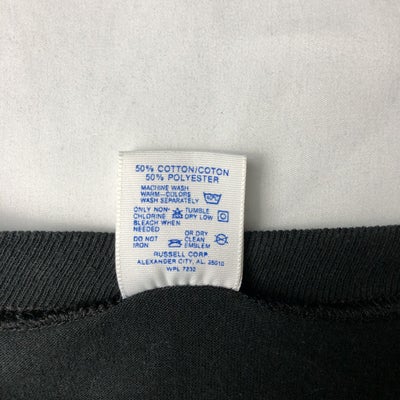 50% COTTON/COTON
50% POLYESTER
MACHINE WASH
WARM-COLORS
WASH SEPARATELY
ONLY NON-
CHLORINE
BLEACH WHEN
NEEDED
TUMBLE
DRY LOW
DO NOT
IRON
OR DRY
CLEAN
EMBLEM
RUSSELL CORP
ALEXANDER CITY, AL. 35010
WPL 7230